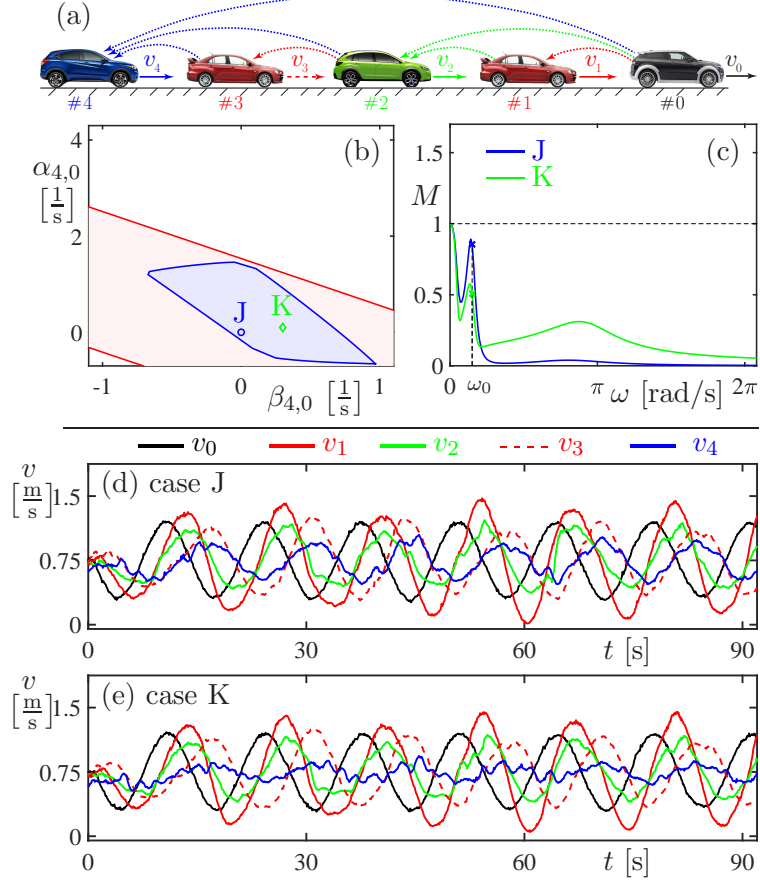 (a)
v₄ v₃ v₂ v₁ v₀
#4 #3 #2 #1 #0
(b)
α₄,₀ [1/s]
4
2
0
J K
-1 0 1
β₄,₀ [1/s]
(c)
J
K
M
1.5
1
0.5
0
0 ω₀ π ω [rad/s] 2π
v₀ v₁ v₂ v₃ v₄
v [m/s]
(d) case J
1.5
0.75
0
0 30 60 t [s] 90
v [m/s]
(e) case K
1.5
0.75
0
0 30 60 t [s] 90